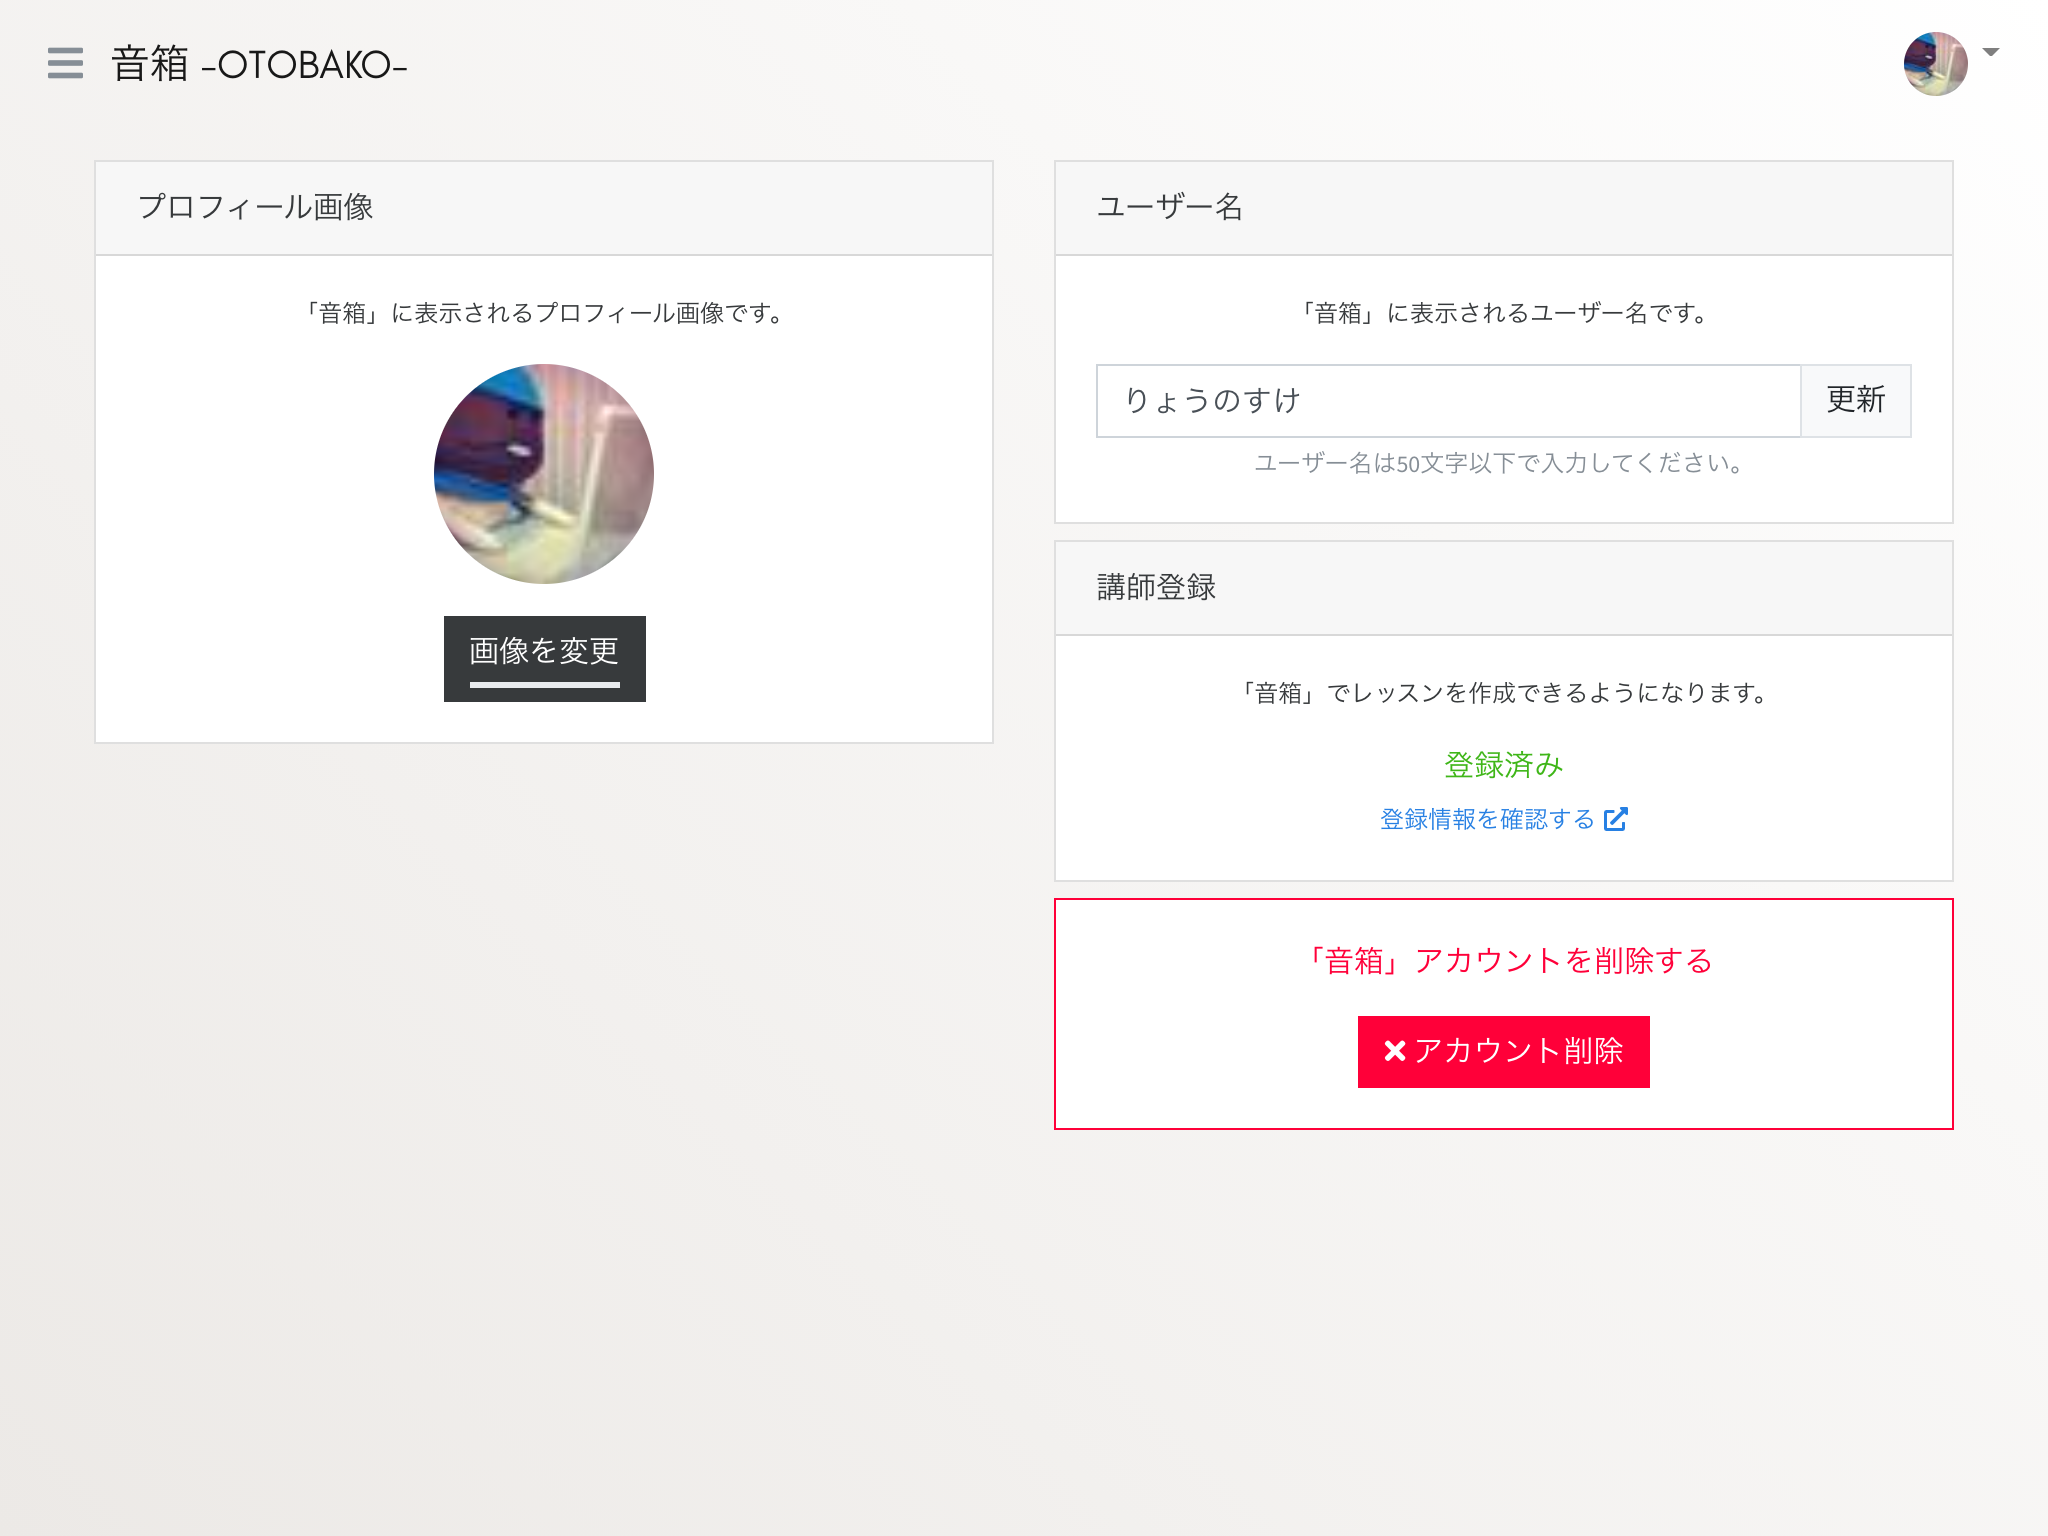 音箱 -OTOBAKO-
プロフィール画像
「音箱」に表示されるプロフィール画像です。
画像を変更
ユーザー名
「音箱」に表示されるユーザー名です。
りょうのすけ
更新
ユーザー名は50文字以下で入力してください。
講師登録
「音箱」でレッスンを作成できるようになります。
登録済み
登録情報を確認する
「音箱」アカウントを削除する
アカウント削除